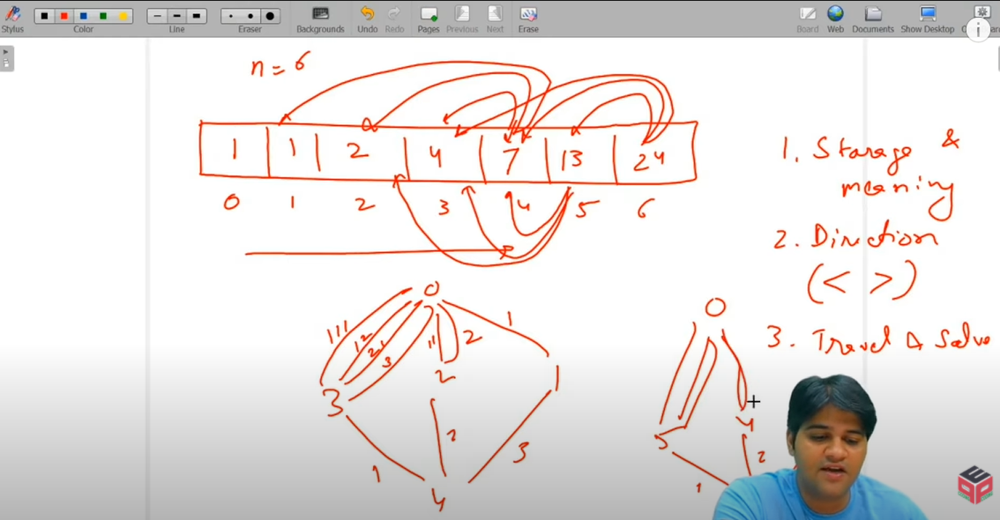 Stylus
Color
Line
Eraser
Backgrounds
Undo
Redo
Pages
Previous
Next
Erase
Board
Web
Documents
Show Desktop
n = 6
1 1 2 4 7 13 24
0 1 2 3 4 5 6
1. Storage &
meaning
2. Direction
(< >)
3. Travel & Solve
0
111
12
21
3
11
2
1
2
1
3
1
2
3
4
0
5
4
2
1